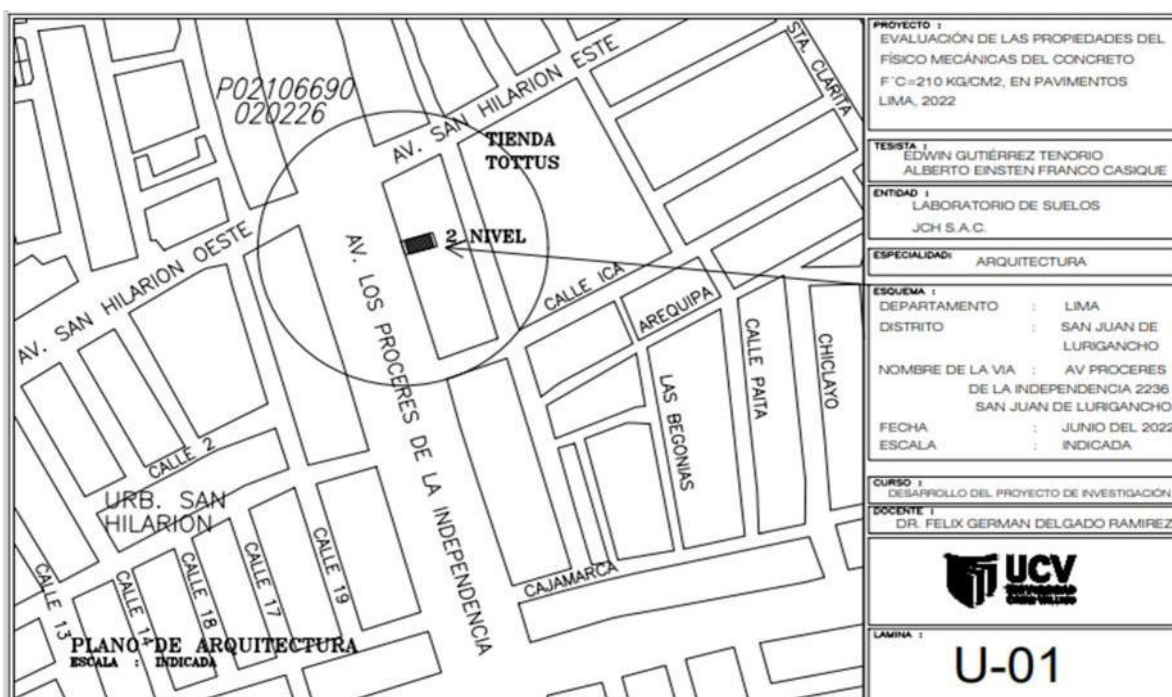 P02106690
020226
AV. SAN HILARION ESTE
STA. CLARITA
TIENDA
TOTTUS
2 NIVEL
AV. SAN HILARION OESTE
AV. LOS PROCERES DE LA INDEPENDENCIA
CALLE ICA
AREQUIPA
CALLE PAITA
CHICLAYO
LAS BEGONIAS
CALLE 2
URB. SAN
HILARION
CALLE 13
CALLE 14
CALLE 18
CALLE 17
CALLE 19
CAJAMARCA
PLANO DE ARQUITECTURA
ESCALA : INDICADA
PROYECTO :
EVALUACIÓN DE LAS PROPIEDADES DEL
FÍSICO MECÁNICAS DEL CONCRETO
F´C=210 KG/CM2, EN PAVIMENTOS
LIMA, 2022
TESISTA :
EDWIN GUTIÉRREZ TENORIO
ALBERTO EINSTEN FRANCO CASIQUE
ENTIDAD :
LABORATORIO DE SUELOS
JCH S.A.C.
ESPECIALIDAD: ARQUITECTURA
ESQUEMA :
DEPARTAMENTO : LIMA
DISTRITO : SAN JUAN DE
LURIGANCHO
NOMBRE DE LA VIA : AV PROCERES
DE LA INDEPENDENCIA 2236
SAN JUAN DE LURIGANCHO
FECHA : JUNIO DEL 2022
ESCALA : INDICADA
CURSO :
DESARROLLO DEL PROYECTO DE INVESTIGACIÓN
DOCENTE :
DR. FELIX GERMAN DELGADO RAMIREZ
UCV
UNIVERSIDAD
CÉSAR VALLEJO
LAMINA :
U-01